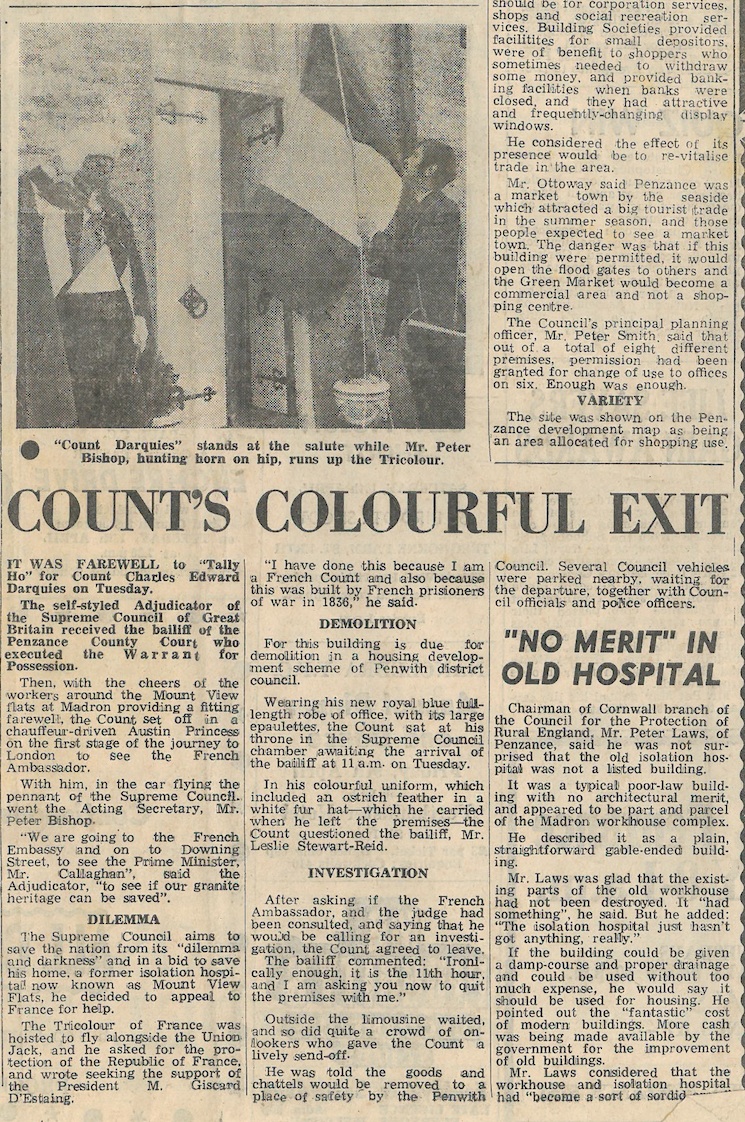 should be for corporation services,
shops and social recreation ser-
vices. Building Societies provided
facilitites for small depositors,
were of benefit to shoppers who
sometimes needed to withdraw
some money, and provided bank-
ing facilities when banks were
closed, and they had attractive
and frequently-changing display
windows.
He considered the effect of its
presence would be to re-vitalise
trade in the area.
Mr. Ottoway said Penzance was
a market town by the seaside
which attracted a big tourist trade
in the summer season, and those
people expected to see a market
town. The danger was that if this
building were permitted, it would
open the flood gates to others and
the Green Market would become a
commercial area and not a shop-
ping centre.
The Council's principal planning
officer, Mr. Peter Smith, said that
out of a total of eight different
premises, permission had been
granted for change of use to offices
on six. Enough was enough.
VARIETY
The site was shown on the Pen-
zance development map as being
an area allocated for shopping use.
"Count Darquies" stands at the salute while Mr. Peter
Bishop, hunting horn on hip, runs up the Tricolour.
COUNT'S COLOURFUL EXIT
IT WAS FAREWELL to "Tally
Ho" for Count Charles Edward
Darquies on Tuesday.
The self-styled Adjudicator of
the Supreme Council of Great
Britain received the bailiff of the
Penzance County Court who
executed the Warrant for
Possession.
Then, with the cheers of the
workers around the Mount View
flats at Madron providing a fitting
farewell, the Count set off in a
chauffeur-driven Austin Princess
on the first stage of the journey to
London to see the French
Ambassador.
With him, in the car flying the
pennant of the Supreme Council.
went the Acting Secretary, Mr.
Peter Bishop.
"We are going to the French
Embassy and on to Downing
Street, to see the Prime Minister,
Mr. Callaghan", said the
Adjudicator, "to see if our granite
heritage can be saved".
DILEMMA
The Supreme Council aims to
save the nation from its "dilemma
and darkness" and in a bid to save
his home, a former isolation hospi-
tal now known as Mount View
Flats, he decided to appeal to
France for help.
The Tricolour of France was
hoisted to fly alongside the Union
Jack, and he asked for the pro-
tection of the Republic of France,
and wrote seeking the support of
the President M. Giscard
D'Estaing.
"I have done this because I am
a French Count and also because
this was built by French prisoners
of war in 1836," he said.
DEMOLITION
For this building is due for
demolition in a housing develop-
ment scheme of Penwith district
council.
Wearing his new royal blue full-
length robe of office, with its large
epaulettes, the Count sat at his
throne in the Supreme Council
chamber awaiting the arrival of
the bailiff at 11 a.m. on Tuesday.
In his colourful uniform, which
included an ostrich feather in a
white fur hat—which he carried
when he left the premises—the
Count questioned the bailiff, Mr.
Leslie Stewart-Reid.
INVESTIGATION
After asking if the French
Ambassador, and the judge had
been consulted, and saying that he
would be calling for an investi-
gation, the Count agreed to leave.
The bailiff commented: "Ironi-
cally enough, it is the 11th hour,
and I am asking you now to quit
the premises with me."
Outside the limousine waited,
and so did quite a crowd of on-
lookers who gave the Count a
lively send-off.
He was told the goods and
chattels would be removed to a
place of safety by the Penwith
Council. Several Council vehicles
were parked nearby, waiting for
the departure, together with Coun-
cil officials and police officers.
"NO MERIT" IN
OLD HOSPITAL
Chairman of Cornwall branch of
the Council for the Protection of
Rural England, Mr. Peter Laws, of
Penzance, said he was not sur-
prised that the old isolation hos-
pital was not a listed building.
It was a typical poor-law build-
ing with no architectural merit,
and appeared to be part and parcel
of the Madron workhouse complex.
He described it as a plain,
straightforward gable-ended build-
ing.
Mr. Laws was glad that the exist-
ing parts of the old workhouse
had not been destroyed. It "had
something", he said. But he added:
"The isolation hospital just hasn't
got anything, really."
If the building could be given
a damp-course and proper drainage
and could be used without too
much expense, he would say it
should be used for housing. He
pointed out the "fantastic" cost
of modern buildings. More cash
was being made available by the
government for the improvement
of old buildings.
Mr. Laws considered that the
workhouse and isolation hospital
had "become a sort of sordid